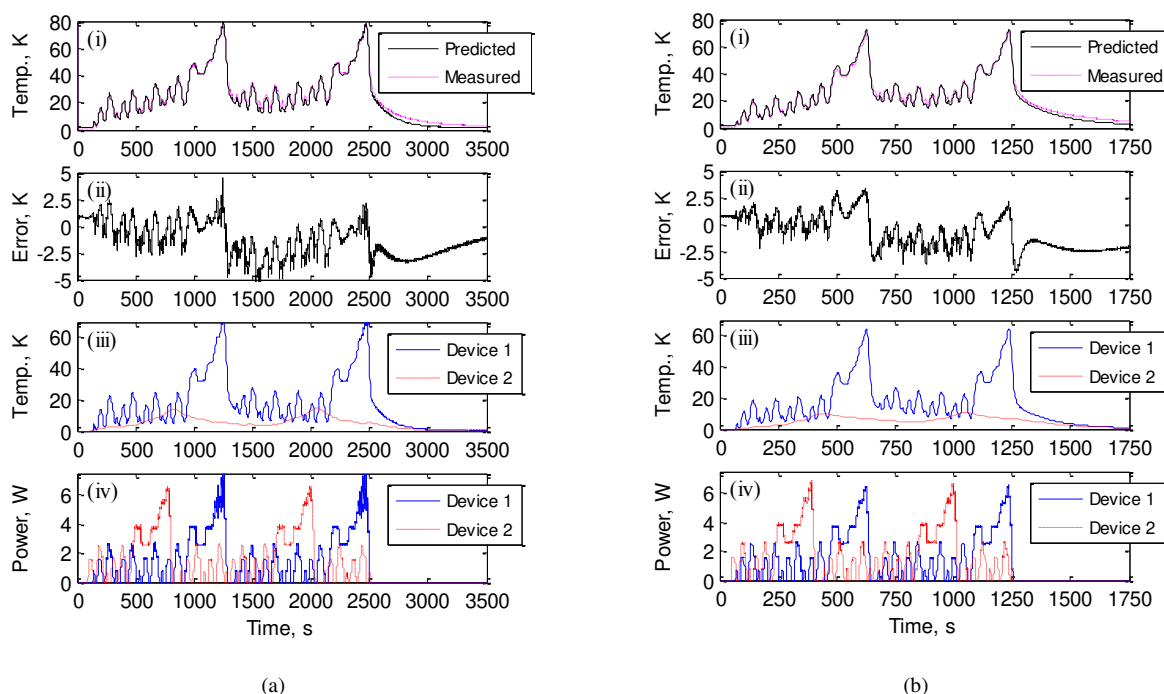 (i)
Temp., K
80
60
40
20
0
Predicted
Measured
0 500 1000 1500 2000 2500 3000 3500
(ii)
Error, K
5
2.5
0
-2.5
-5
0 500 1000 1500 2000 2500 3000 3500
(iii)
Temp., K
60
40
20
0
Device 1
Device 2
0 500 1000 1500 2000 2500 3000 3500
(iv)
Power, W
6
4
2
0
Device 1
Device 2
0 500 1000 1500 2000 2500 3000 3500
Time, s
(a)
(i)
Temp., K
80
60
40
20
0
Predicted
Measured
0 250 500 750 1000 1250 1500 1750
(ii)
Error, K
5
2.5
0
-2.5
-5
0 250 500 750 1000 1250 1500 1750
(iii)
Temp., K
60
40
20
0
Device 1
Device 2
0 250 500 750 1000 1250 1500 1750
(iv)
Power, W
6
4
2
0
Device 1
Device 2
0 250 500 750 1000 1250 1500 1750
Time, s
(b)